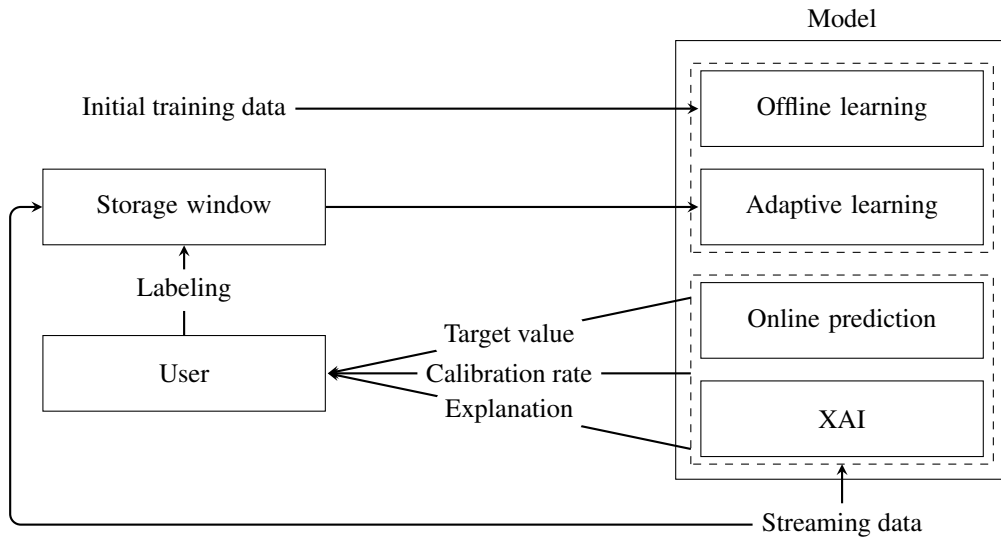 Model
Initial training data
Offline learning
Storage window
Adaptive learning
Labeling
Online prediction
Target value
User
Calibration rate
Explanation
XAI
Streaming data